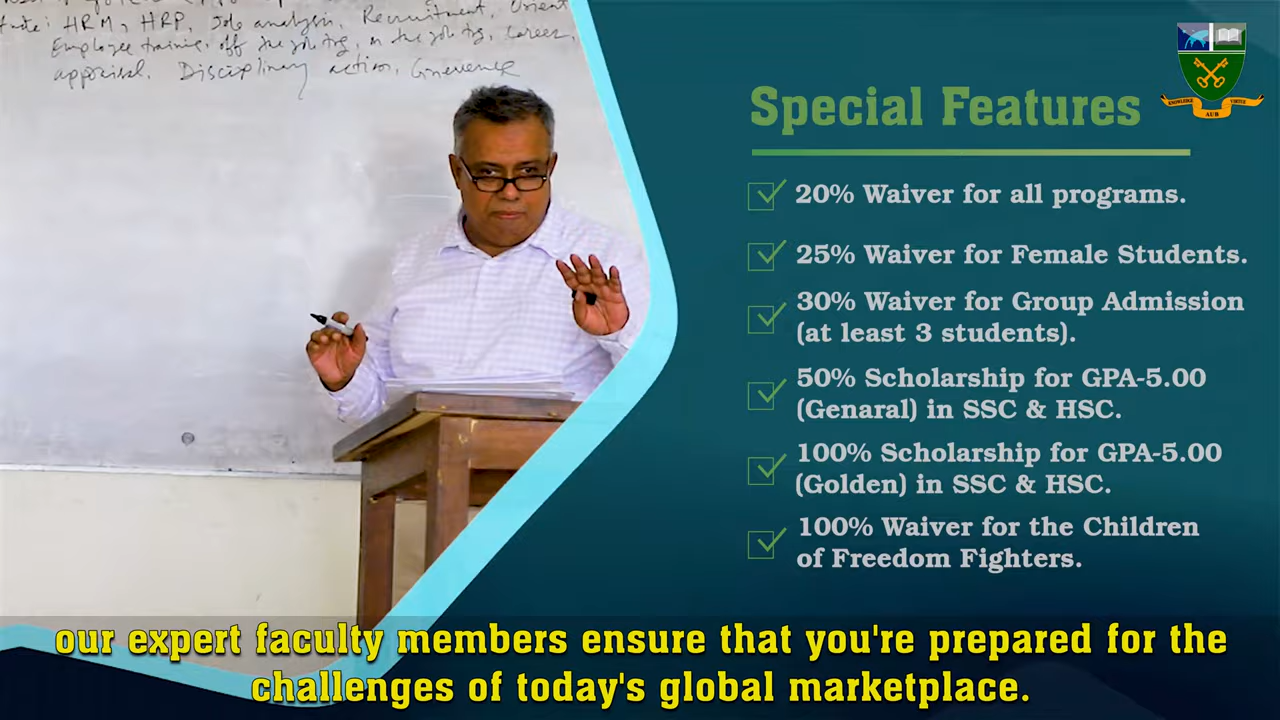 HRM, HRP, Job analysis, Recruitment,
Employee training, off the job trg, on the job trg, career,
appraisal. Disciplinary action, Grievence
Special Features
KNOWLEDGE VIRTUE
AUB
20% Waiver for all programs.
25% Waiver for Female Students.
30% Waiver for Group Admission
(at least 3 students).
50% Scholarship for GPA-5.00
(Genaral) in SSC & HSC.
100% Scholarship for GPA-5.00
(Golden) in SSC & HSC.
100% Waiver for the Children
of Freedom Fighters.
our expert faculty members ensure that you're prepared for the
challenges of today's global marketplace.